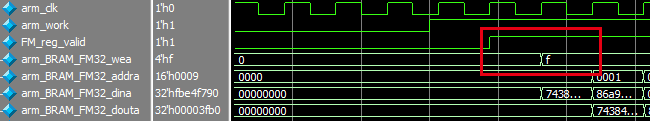 arm_clk 1'h0
arm_work 1'h1
FM_reg_valid 1'h1
arm_BRAM_FM32_wea 4'hf 0 f
arm_BRAM_FM32_addra 16'h0009 0000 0001
arm_BRAM_FM32_dina 32'hfbe4f790 00000000 7438... 86a9...
arm_BRAM_FM32_douta 32'h00003fb0 00000000 74384...